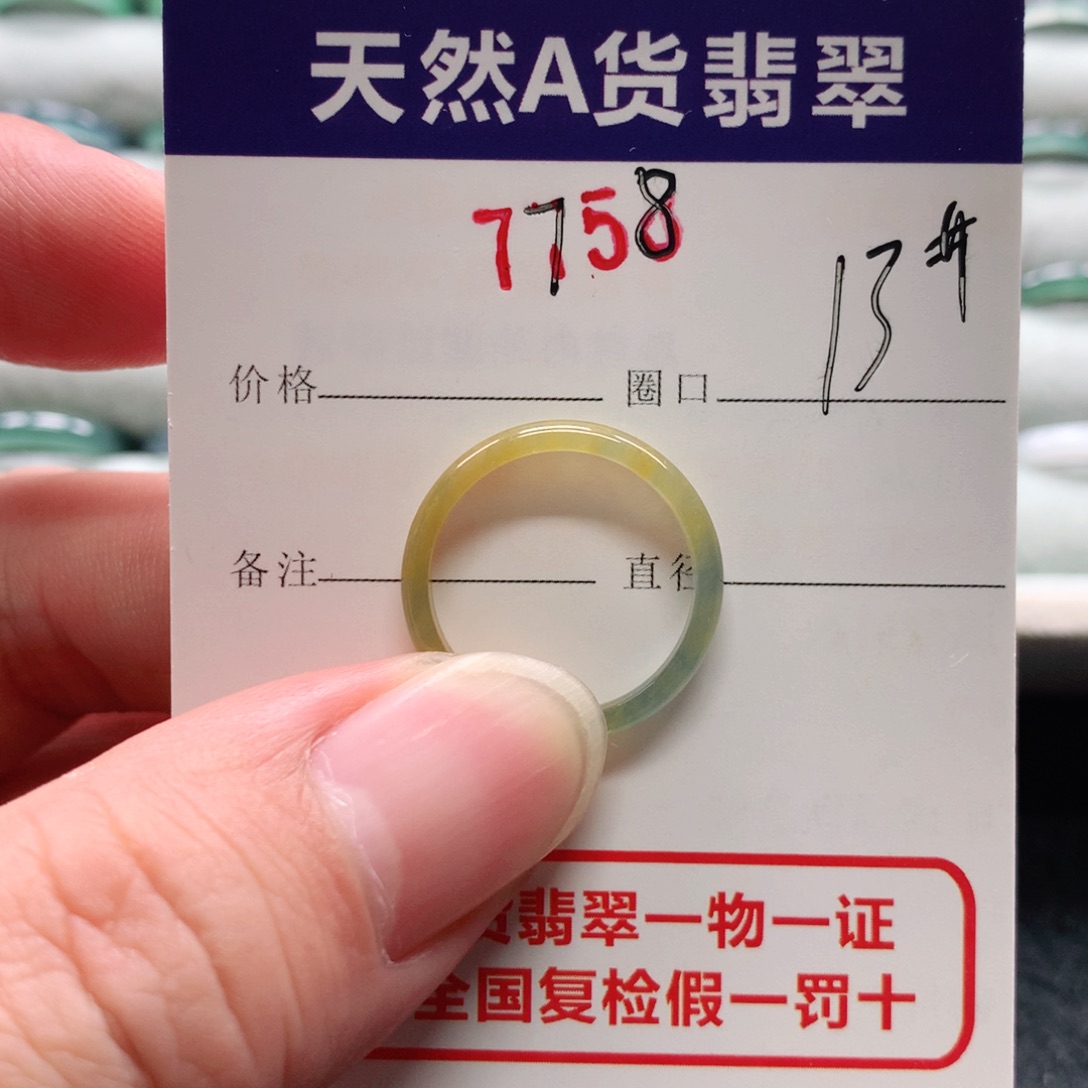 天然A货翡翠
7758
13#
价格 圈口
备注 直径
货翡翠一物一证
全国复检假一罚十